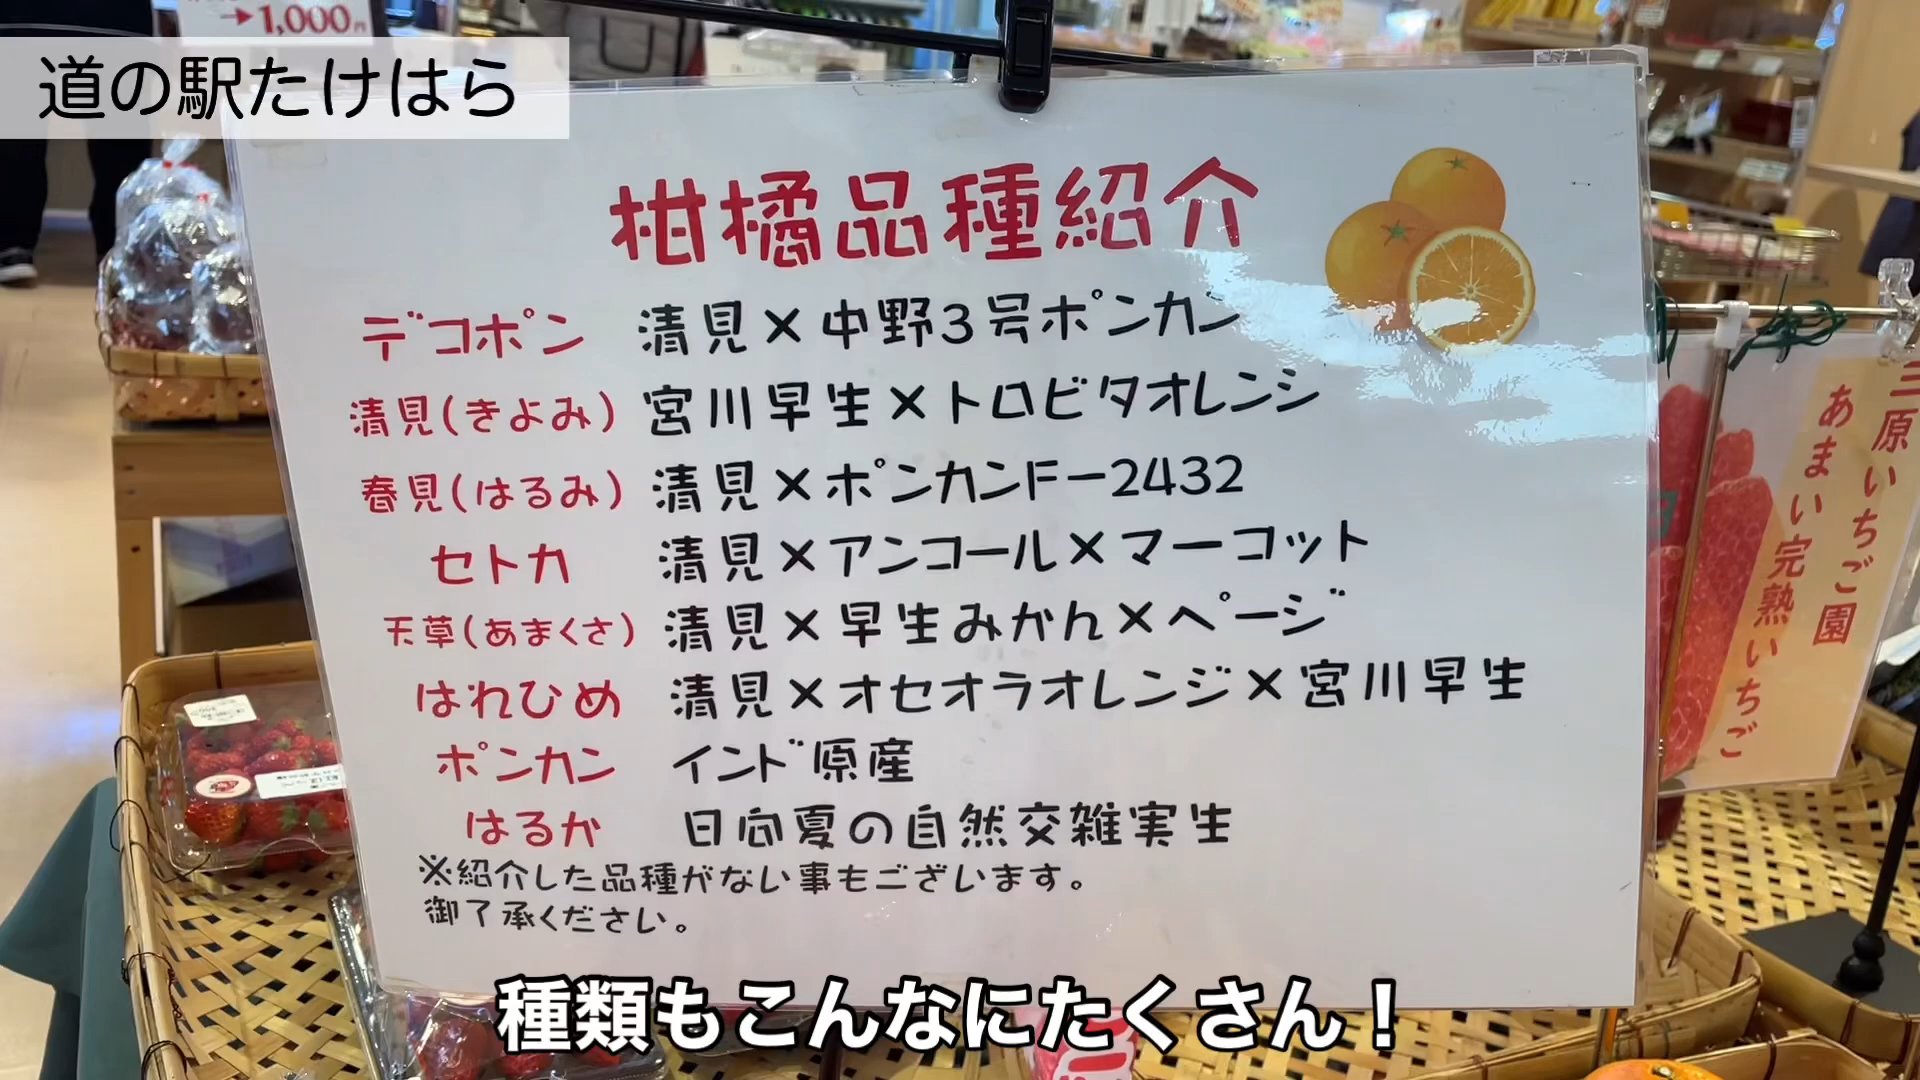 →1,000円
道の駅たけはら
柑橘品種紹介
デコポン 清見×中野3号ポンカン
清見(きよみ) 宮川早生×トロビタオレンジ
春見(はるみ) 清見×ポンカンF-2432
セトカ 清見×アンコール×マーコット
天草(あまくさ) 清見×早生みかん×ページ
はれひめ 清見×オセオラオレンジ×宮川早生
ポンカン インド原産
はるか 日向夏の自然交雑実生
※紹介した品種がない事もございます。
御了承ください。
三原いちご園
あまい完熟いちご
種類もこんなにたくさん！